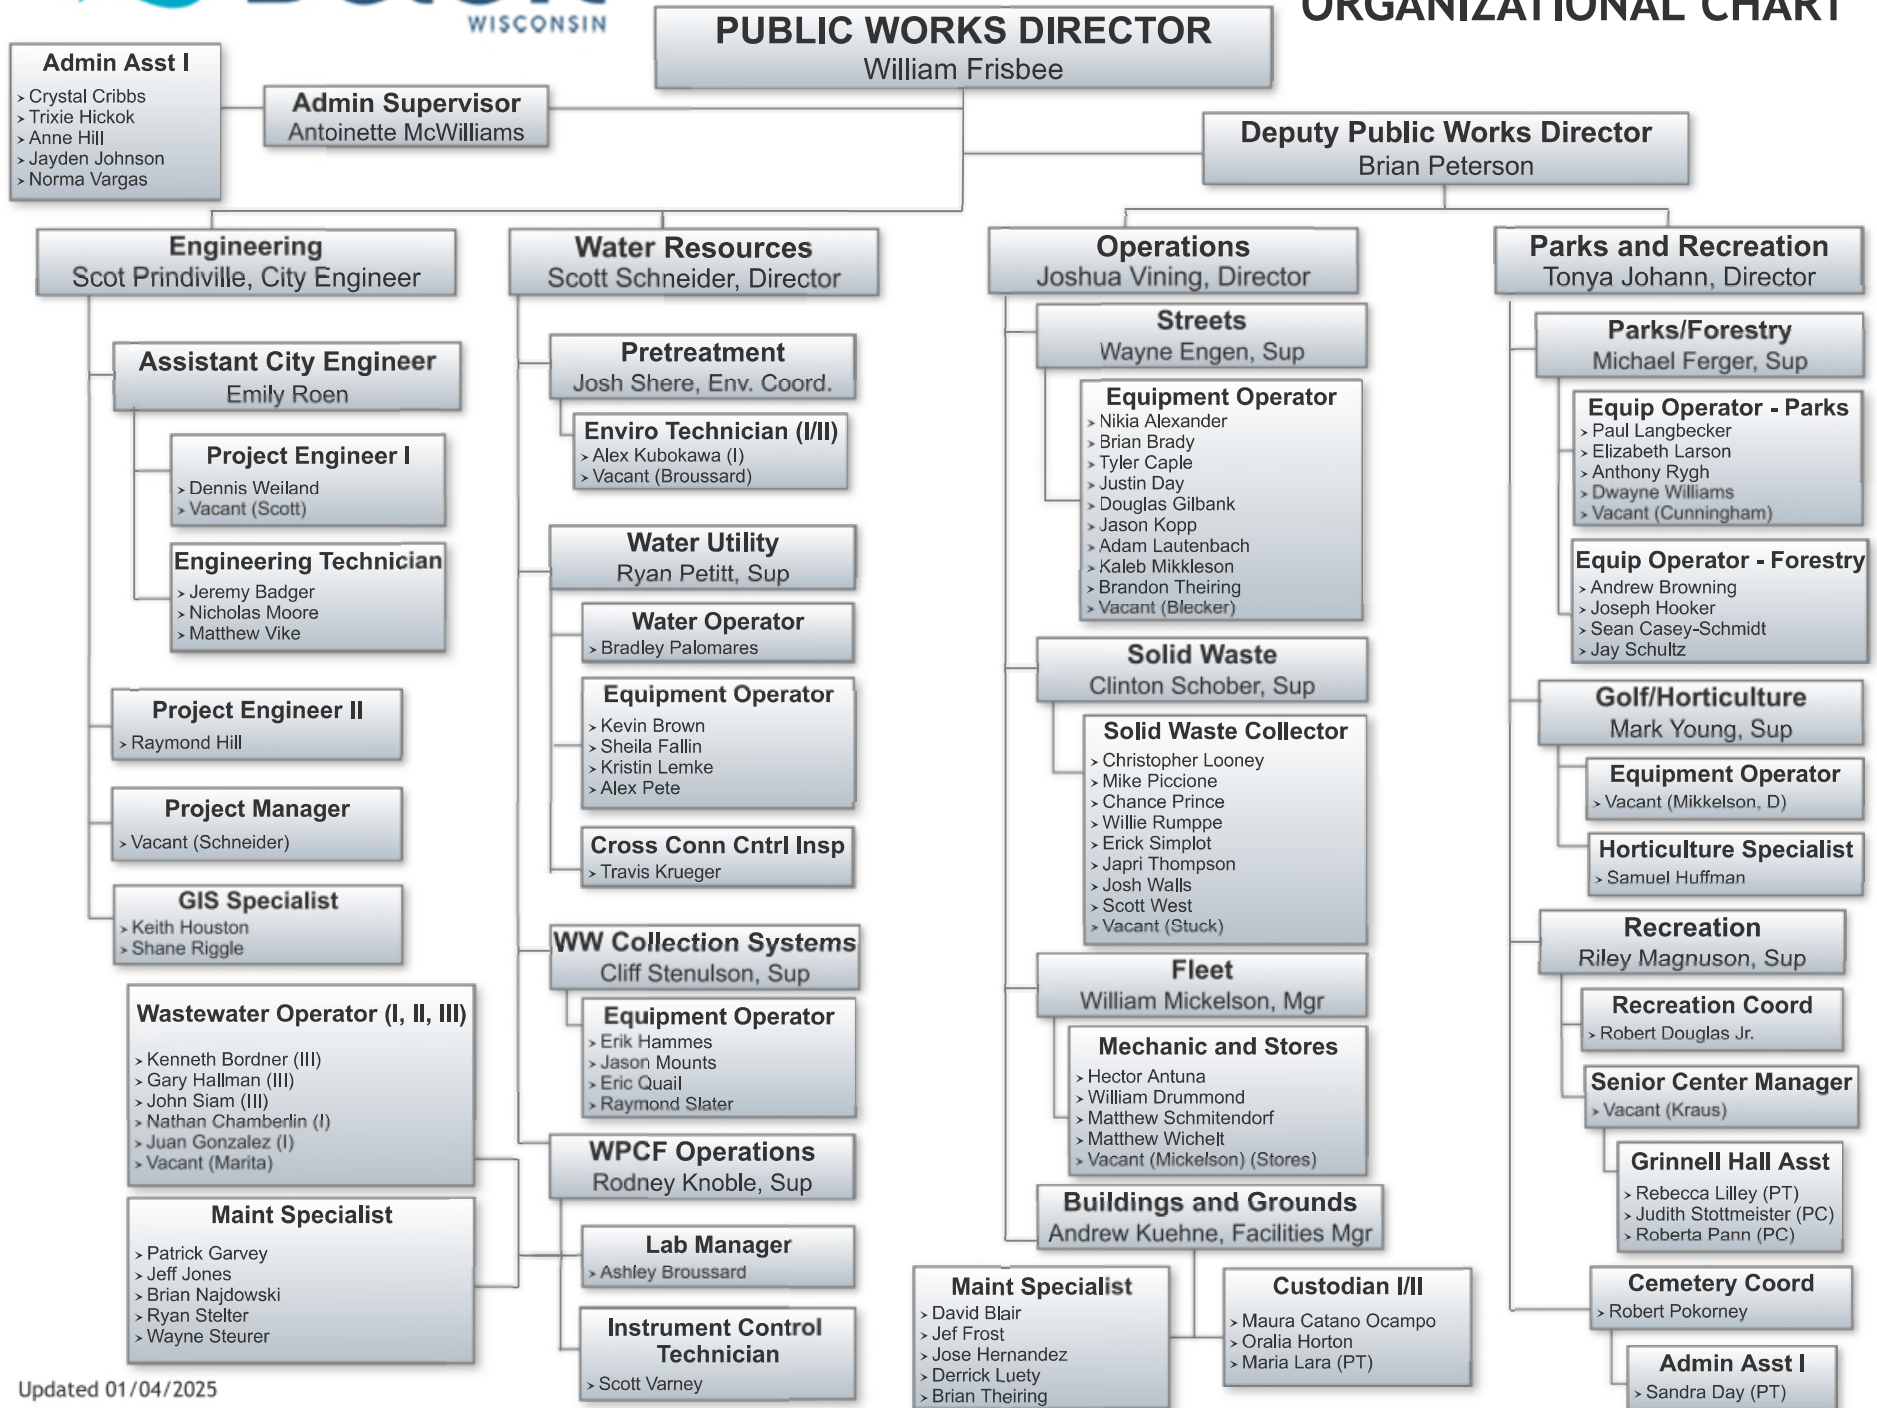 WISCONSIN
ORGANIZATIONAL CHART
PUBLIC WORKS DIRECTOR
William Frisbee
Admin Asst I
> Crystal Cribbs
> Trixie Hickok
> Anne Hill
> Jayden Johnson
> Norma Vargas
Admin Supervisor
Antoinette McWilliams
Deputy Public Works Director
Brian Peterson
Engineering
Scot Prindiville, City Engineer
Assistant City Engineer
Emily Roen
Project Engineer I
> Dennis Weiland
> Vacant (Scott)
Engineering Technician
> Jeremy Badger
> Nicholas Moore
> Matthew Vike
Project Engineer II
> Raymond Hill
Project Manager
> Vacant (Schneider)
GIS Specialist
> Keith Houston
> Shane Riggle
Water Resources
Scott Schneider, Director
Pretreatment
Josh Shere, Env. Coord.
Enviro Technician (I/II)
> Alex Kubokawa (I)
> Vacant (Broussard)
Water Utility
Ryan Petitt, Sup
Water Operator
> Bradley Palomares
Equipment Operator
> Kevin Brown
> Sheila Fallin
> Kristin Lemke
> Alex Pete
Cross Conn Cntrl Insp
> Travis Krueger
WW Collection Systems
Cliff Stenulson, Sup
Equipment Operator
> Erik Hammes
> Jason Mounts
> Eric Quail
> Raymond Slater
WPCF Operations
Rodney Knoble, Sup
Wastewater Operator (I, II, III)
> Kenneth Bordner (III)
> Gary Hallman (III)
> John Siam (III)
> Nathan Chamberlin (I)
> Juan Gonzalez (I)
> Vacant (Marita)
Maint Specialist
> Patrick Garvey
> Jeff Jones
> Brian Najdowski
> Ryan Stelter
> Wayne Steurer
Lab Manager
> Ashley Broussard
Instrument Control
Technician
> Scott Varney
Operations
Joshua Vining, Director
Streets
Wayne Engen, Sup
Equipment Operator
> Nikia Alexander
> Brian Brady
> Tyler Caple
> Justin Day
> Douglas Gilbank
> Jason Kopp
> Adam Lautenbach
> Kaleb Mikkleson
> Brandon Theiring
> Vacant (Blecker)
Solid Waste
Clinton Schober, Sup
Solid Waste Collector
> Christopher Looney
> Mike Piccione
> Chance Prince
> Willie Rumppe
> Erick Simplot
> Japri Thompson
> Josh Walls
> Scott West
> Vacant (Stuck)
Fleet
William Mickelson, Mgr
Mechanic and Stores
> Hector Antuna
> William Drummond
> Matthew Schmitendorf
> Matthew Wichelt
> Vacant (Mickelson) (Stores)
Buildings and Grounds
Andrew Kuehne, Facilities Mgr
Maint Specialist
> David Blair
> Jef Frost
> Jose Hernandez
> Derrick Luety
> Brian Theiring
Custodian I/II
> Maura Catano Ocampo
> Oralia Horton
> Maria Lara (PT)
Parks and Recreation
Tonya Johann, Director
Parks/Forestry
Michael Ferger, Sup
Equip Operator - Parks
> Paul Langbecker
> Elizabeth Larson
> Anthony Rygh
> Dwayne Williams
> Vacant (Cunningham)
Equip Operator - Forestry
> Andrew Browning
> Joseph Hooker
> Sean Casey-Schmidt
> Jay Schultz
Golf/Horticulture
Mark Young, Sup
Equipment Operator
> Vacant (Mikkelson, D)
Horticulture Specialist
> Samuel Huffman
Recreation
Riley Magnuson, Sup
Recreation Coord
> Robert Douglas Jr.
Senior Center Manager
> Vacant (Kraus)
Grinnell Hall Asst
> Rebecca Lilley (PT)
> Judith Stottmeister (PC)
> Roberta Pann (PC)
Cemetery Coord
> Robert Pokorney
Admin Asst I
> Sandra Day (PT)
Updated 01/04/2025